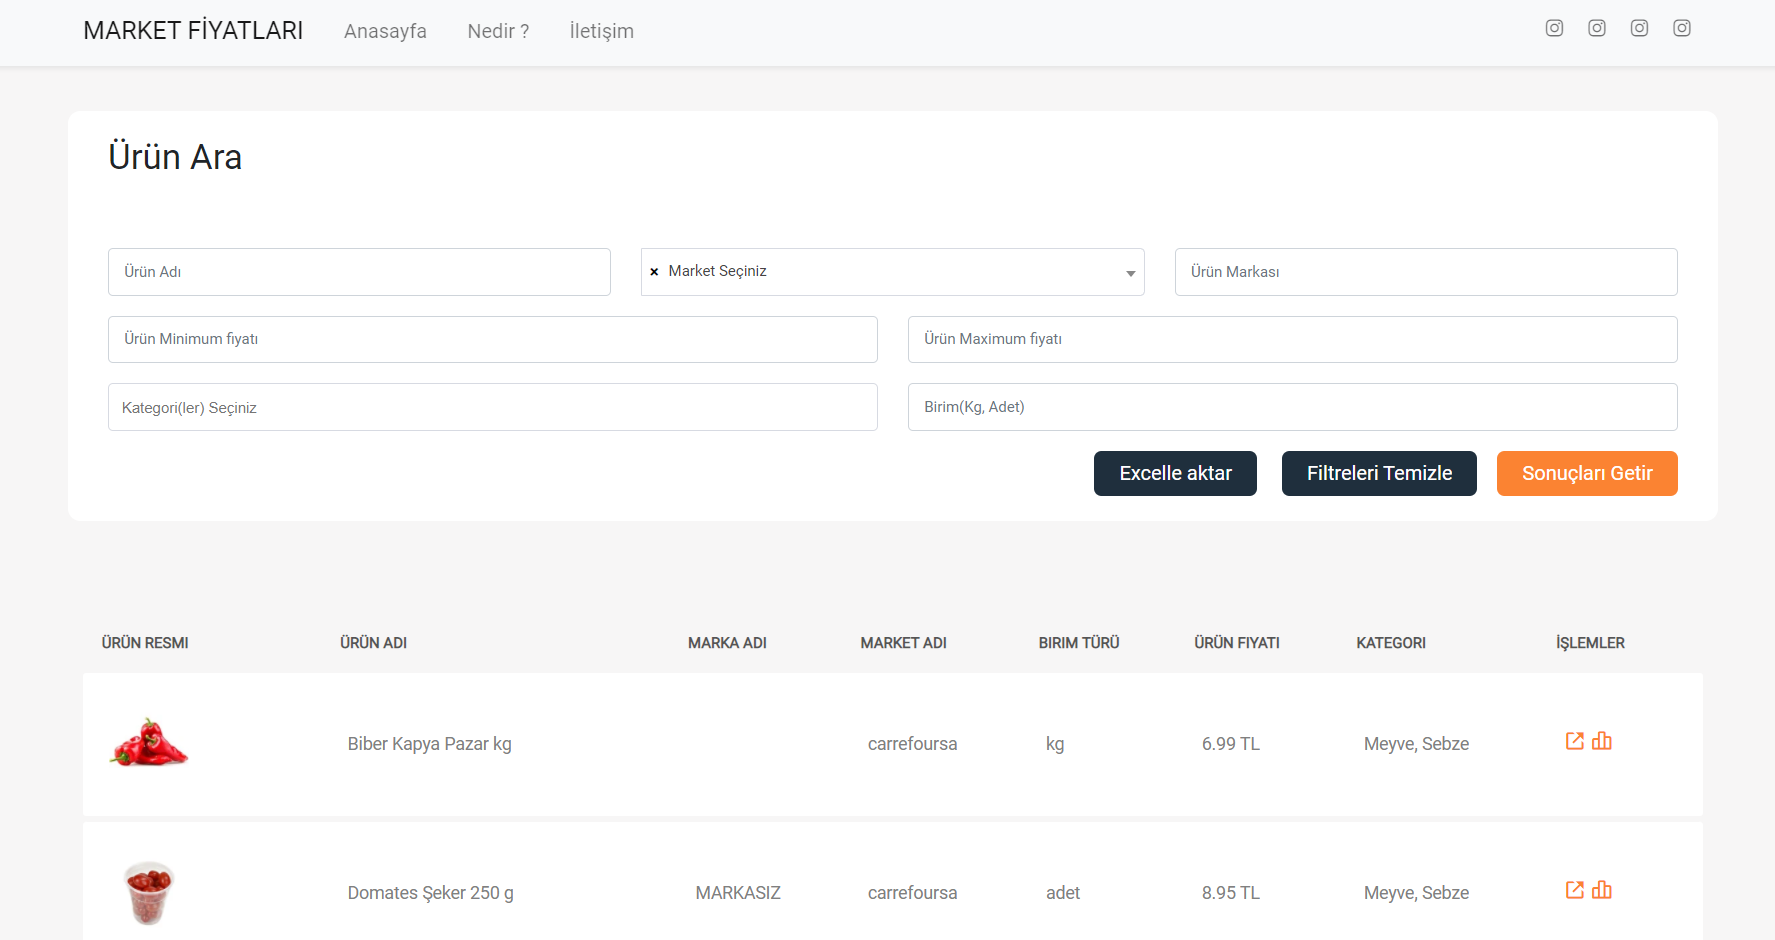 MARKET FİYATLARI Anasayfa Nedir ? İletişim
Ürün Ara
Ürün Adı × Market Seçiniz Ürün Markası
Ürün Minimum fiyatı Ürün Maximum fiyatı
Kategori(ler) Seçiniz Birim(Kg, Adet)
Excelle aktar Filtreleri Temizle Sonuçları Getir
ÜRÜN RESMI ÜRÜN ADI MARKA ADI MARKET ADI BIRIM TÜRÜ ÜRÜN FIYATI KATEGORI İŞLEMLER
Biber Kapya Pazar kg carrefoursa kg 6.99 TL Meyve, Sebze
Domates Şeker 250 g MARKASIZ carrefoursa adet 8.95 TL Meyve, Sebze